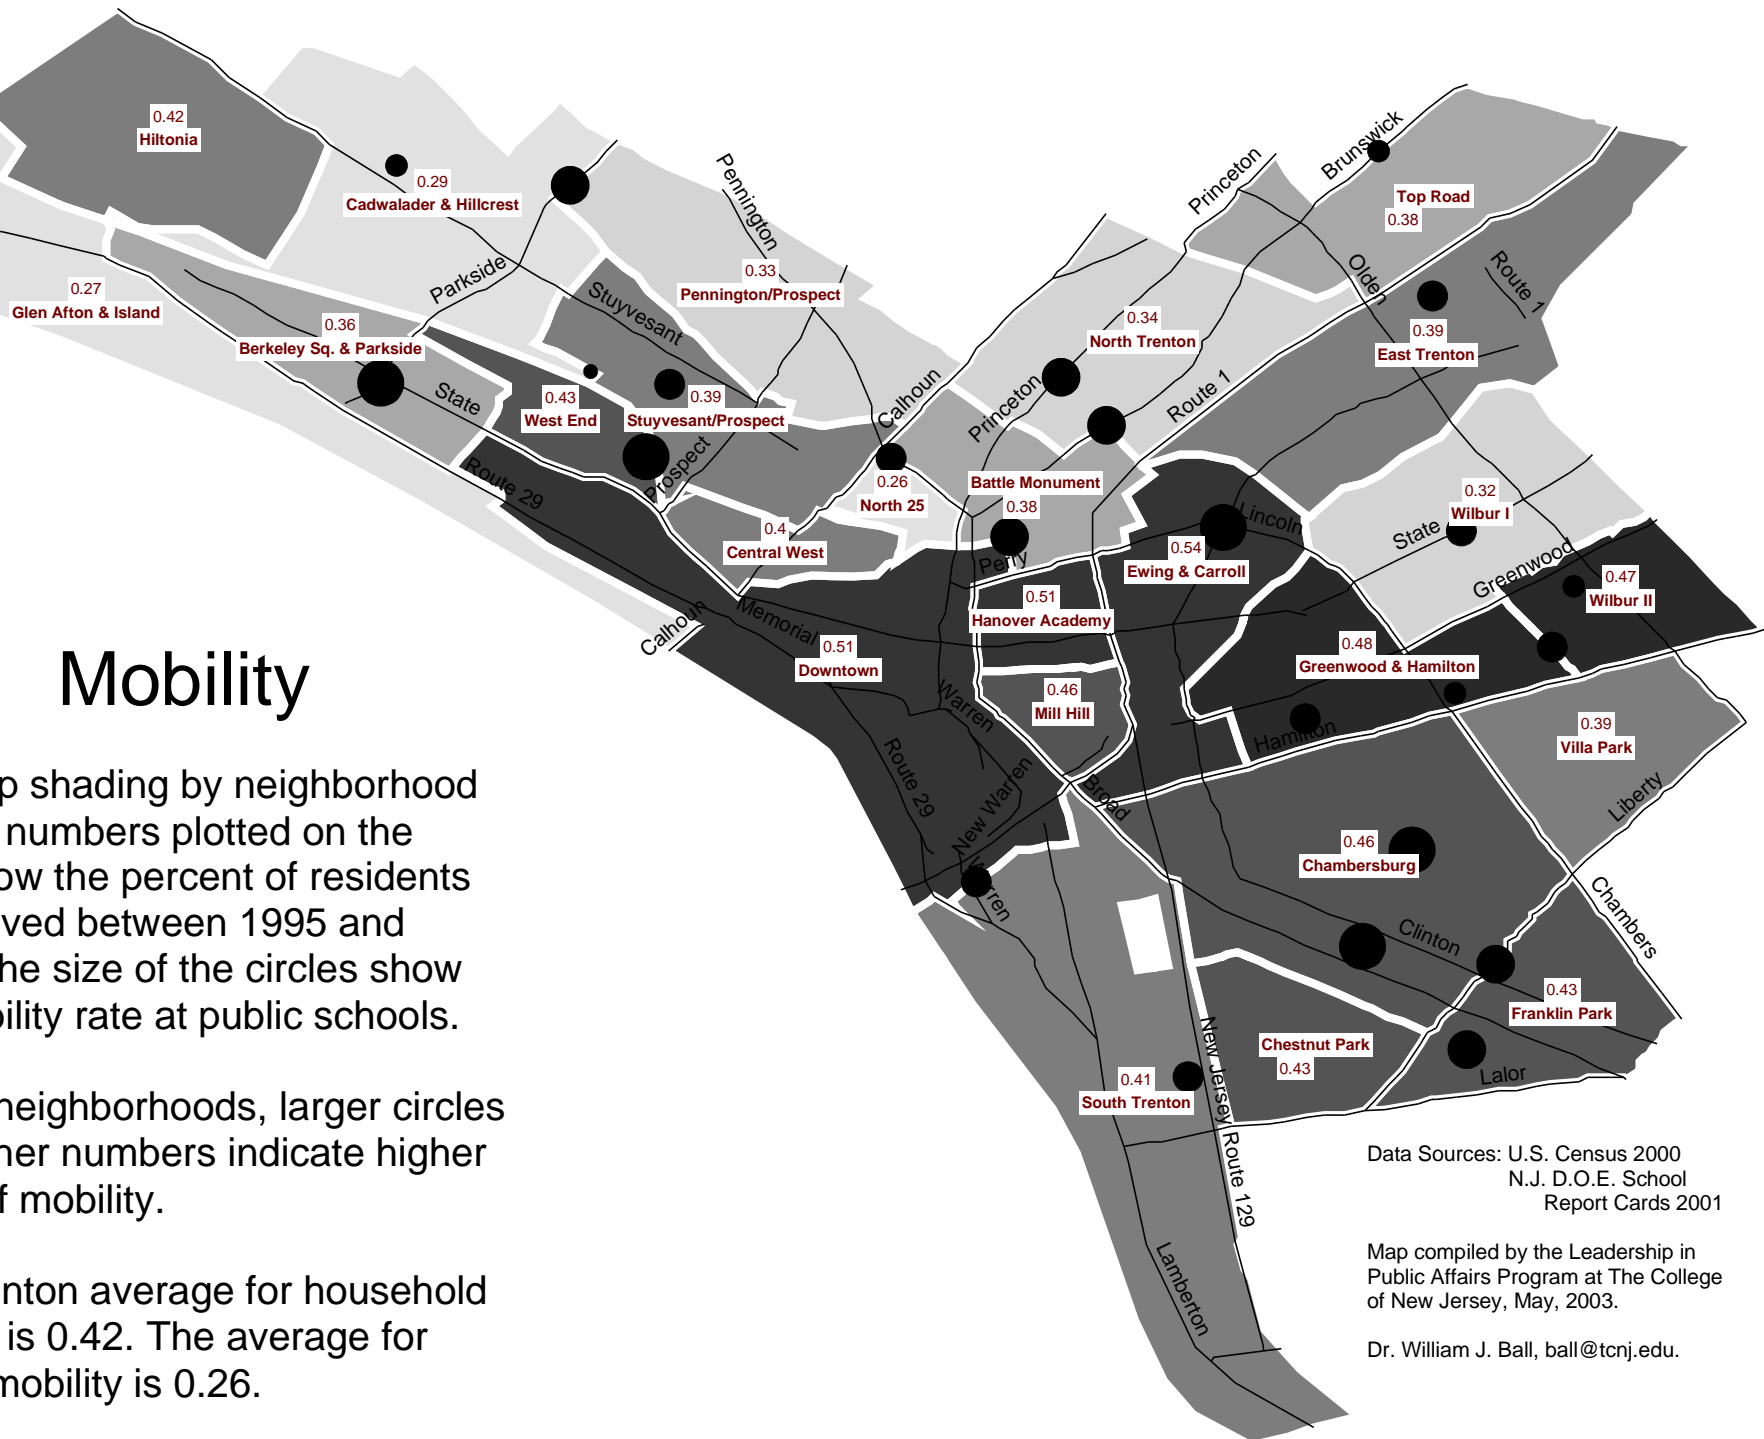 0.42
Hiltonia
0.29
Cadwalader & Hillcrest
0.27
Glen Afton & Island
0.36
Berkeley Sq. & Parkside
0.33
Pennington/Prospect
0.43
West End
0.39
Stuyvesant/Prospect
0.4
Central West
0.26
North 25
Battle Monument
0.38
0.34
North Trenton
Top Road
0.38
0.39
East Trenton
0.32
Wilbur I
0.47
Wilbur II
0.54
Ewing & Carroll
0.51
Hanover Academy
0.51
Downtown
0.46
Mill Hill
0.48
Greenwood & Hamilton
0.39
Villa Park
0.46
Chambersburg
0.43
Franklin Park
Chestnut Park
0.43
0.41
South Trenton
Parkside
Stuyvesant
State
Prospect
Route 29
Pennington
Calhoun
Princeton
Princeton
Brunswick
Olden
Route 1
Route 1
Lincoln
State
Greenwood
Perry
Calhoun
Memorial
Warren
Route 29
New Warren
Warren
Broad
Hamilton
Liberty
Chambers
Clinton
Lalor
New Jersey Route 129
Lamberton
Mobility
p shading by neighborhood
numbers plotted on the
ow the percent of residents
ved between 1995 and
he size of the circles show
bility rate at public schools.
neighborhoods, larger circles
her numbers indicate higher
f mobility.
nton average for household
is 0.42. The average for
mobility is 0.26.
Data Sources: U.S. Census 2000
N.J. D.O.E. School
Report Cards 2001
Map compiled by the Leadership in
Public Affairs Program at The College
of New Jersey, May, 2003.
Dr. William J. Ball, ball@tcnj.edu.